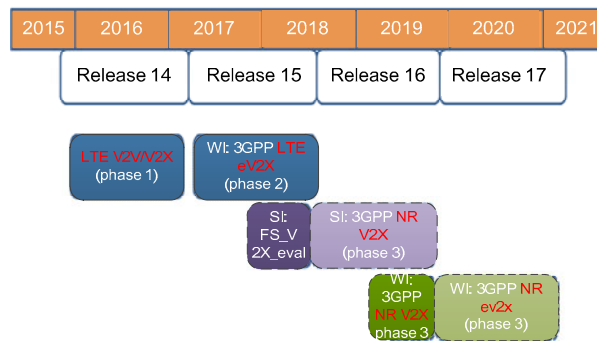 2015 2016 2017 2018 2019 2020 2021
Release 14 Release 15 Release 16 Release 17
LTE V2V/V2X
(phase 1)
WI: 3GPP LTE
eV2X
(phase 2)
SI:
FS_V
2X_eval
SI: 3GPP NR
V2X
(phase 3)
WI:
3GPP
NR V2X
phase 3
WI: 3GPP NR
ev2x
(phase 3)